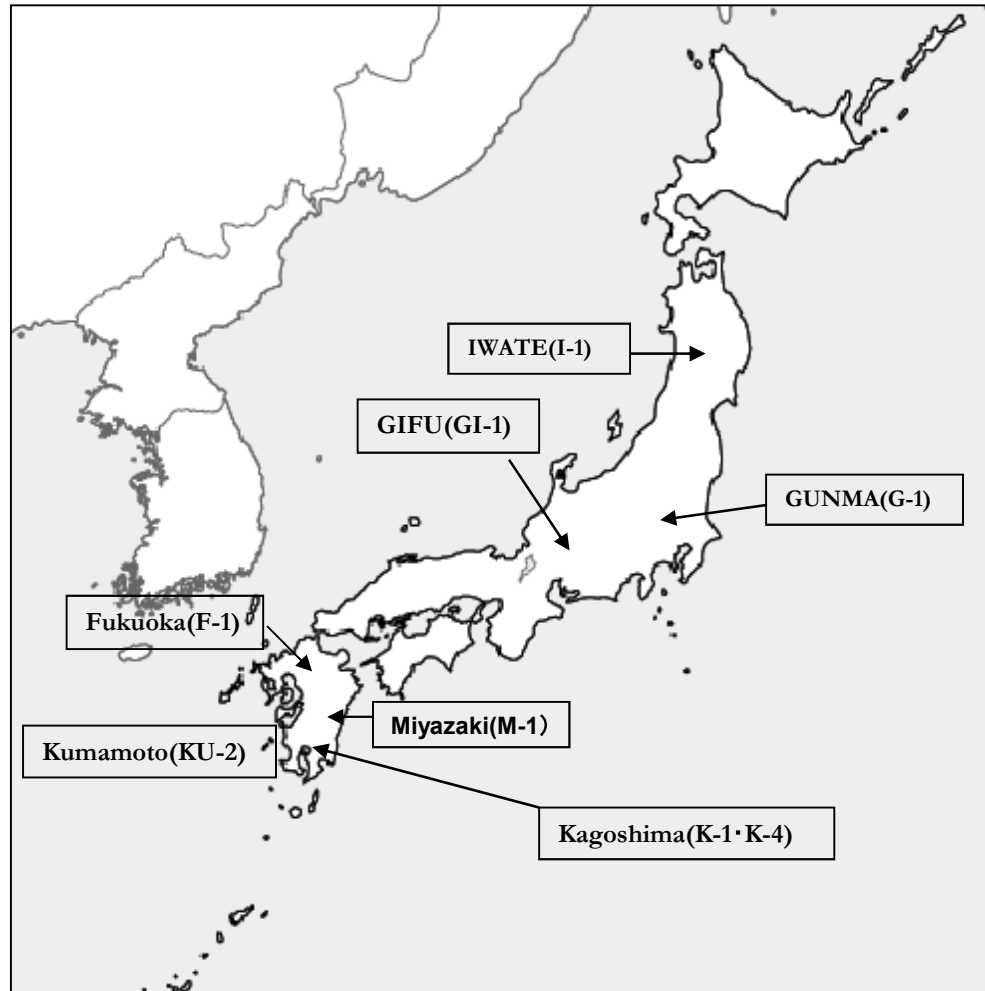 IWATE(I-1)
GIFU(GI-1)
GUNMA(G-1)
Fukuoka(F-1)
Miyazaki(M-1）
Kumamoto(KU-2)
Kagoshima(K-1・K-4)